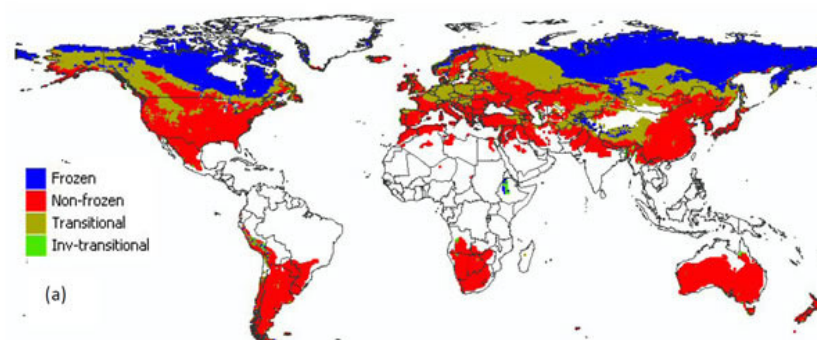 Frozen
Non-frozen
Transitional
Inv-transitional
(a)